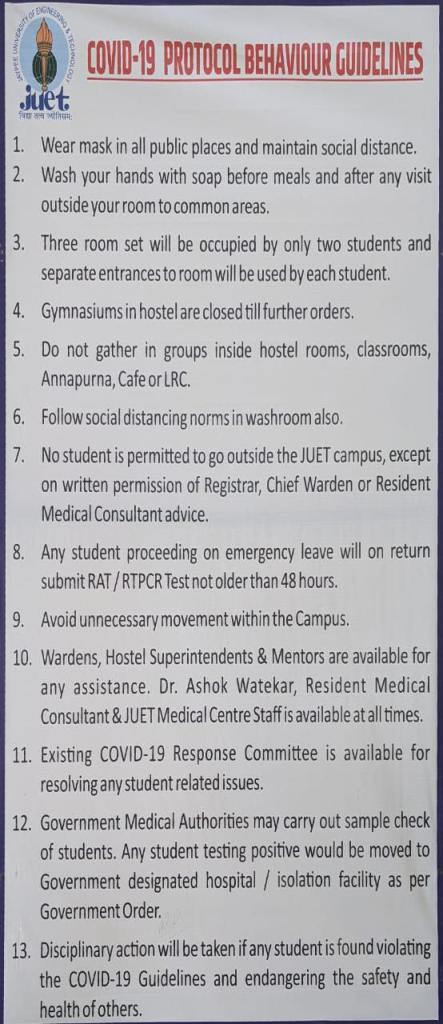 JAYPEE UNIVERSITY OF ENGINEERING & TECHNOLOGY
juet
विद्या तत्व ज्योतिसम:
COVID-19 PROTOCOL BEHAVIOUR GUIDELINES
1. Wear mask in all public places and maintain social distance.
2. Wash your hands with soap before meals and after any visit
outside your room to common areas.
3. Three room set will be occupied by only two students and
separate entrances to room will be used by each student.
4. Gymnasiums in hostel are closed till further orders.
5. Do not gather in groups inside hostel rooms, classrooms,
Annapurna, Cafe or LRC.
6. Follow social distancing norms in washroom also.
7. No student is permitted to go outside the JUET campus, except
on written permission of Registrar, Chief Warden or Resident
Medical Consultant advice.
8. Any student proceeding on emergency leave will on return
submit RAT / RTPCR Test not older than 48 hours.
9. Avoid unnecessary movement within the Campus.
10. Wardens, Hostel Superintendents & Mentors are available for
any assistance. Dr. Ashok Watekar, Resident Medical
Consultant & JUET Medical Centre Staff is available at all times.
11. Existing COVID-19 Response Committee is available for
resolving any student related issues.
12. Government Medical Authorities may carry out sample check
of students. Any student testing positive would be moved to
Government designated hospital / isolation facility as per
Government Order.
13. Disciplinary action will be taken if any student is found violating
the COVID-19 Guidelines and endangering the safety and
health of others.